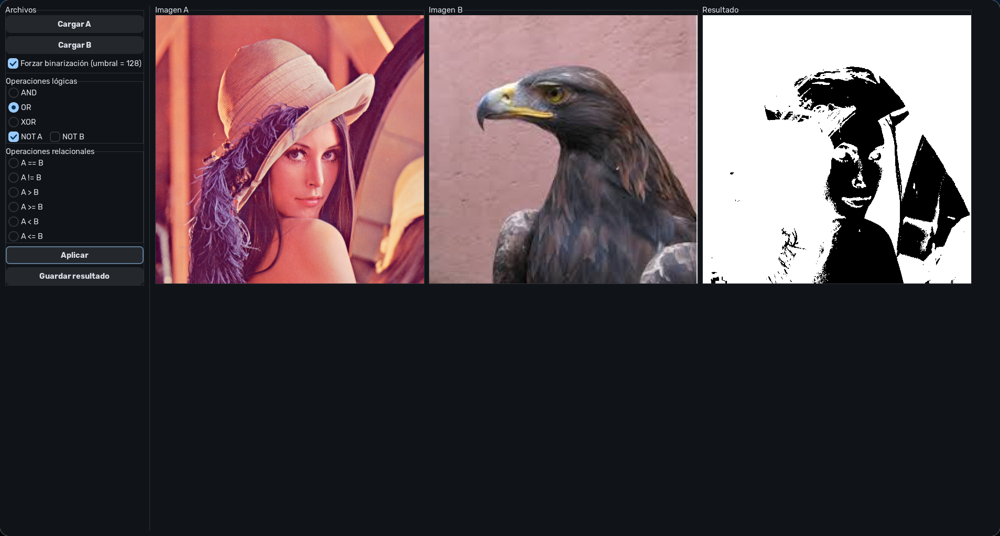 Archivos
Cargar A
Cargar B
Forzar binarización (umbral = 128)
Operaciones lógicas
AND
OR
XOR
NOT A NOT B
Operaciones relacionales
A == B
A != B
A > B
A >= B
A < B
A <= B
Aplicar
Guardar resultado
Imagen A
Imagen B
Resultado